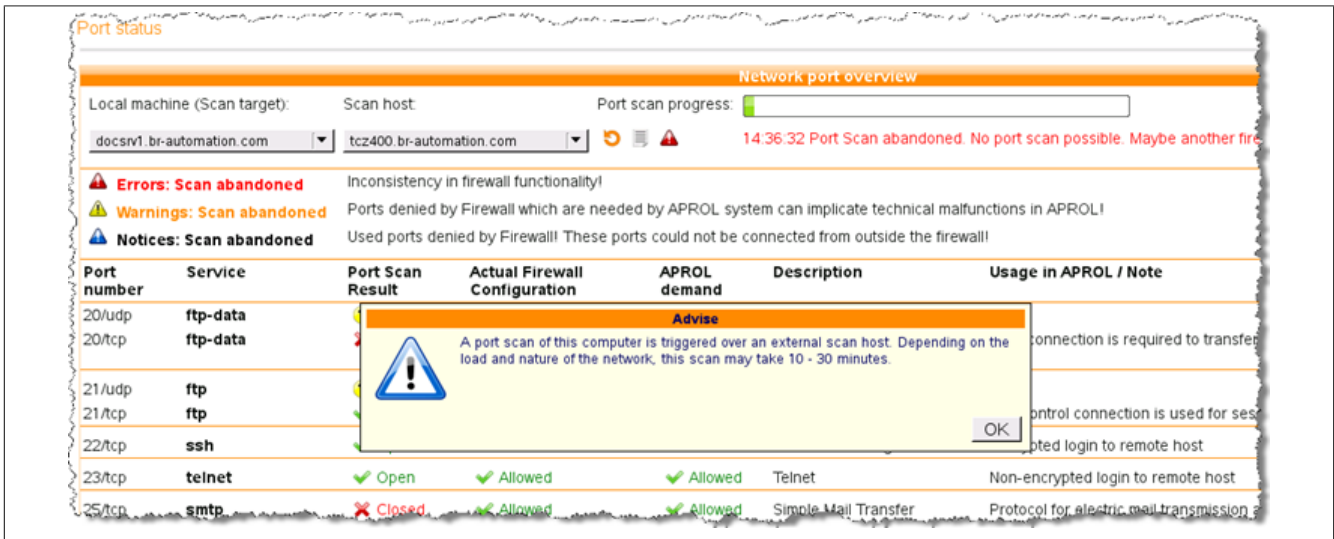 Port status
Network port overview
Local machine (Scan target): Scan host: Port scan progress:
docsrv1.br-automation.com tcz400.br-automation.com 14:36:32 Port Scan abandoned. No port scan possible. Maybe another fire
Errors: Scan abandoned Inconsistency in firewall functionality!
Warnings: Scan abandoned Ports denied by Firewall which are needed by APROL system can implicate technical malfunctions in APROL!
Notices: Scan abandoned Used ports denied by Firewall! These ports could not be connected from outside the firewall!
Port Service Port Scan Actual Firewall APROL Description Usage in APROL / Note
number Result Configuration demand
20/udp ftp-data
Advise
20/tcp ftp-data A port scan of this computer is triggered over an external scan host. Depending on the connection is required to transfer
load and nature of the network, this scan may take 10 - 30 minutes.
21/udp ftp
21/tcp ftp control connection is used for ses
OK
22/tcp ssh login to remote host
23/tcp telnet Open Allowed Allowed Telnet Non-encrypted login to remote host
25/tcp smtp Closed Allowed Allowed Simple Mail Transfer Protocol for electric mail transmission a